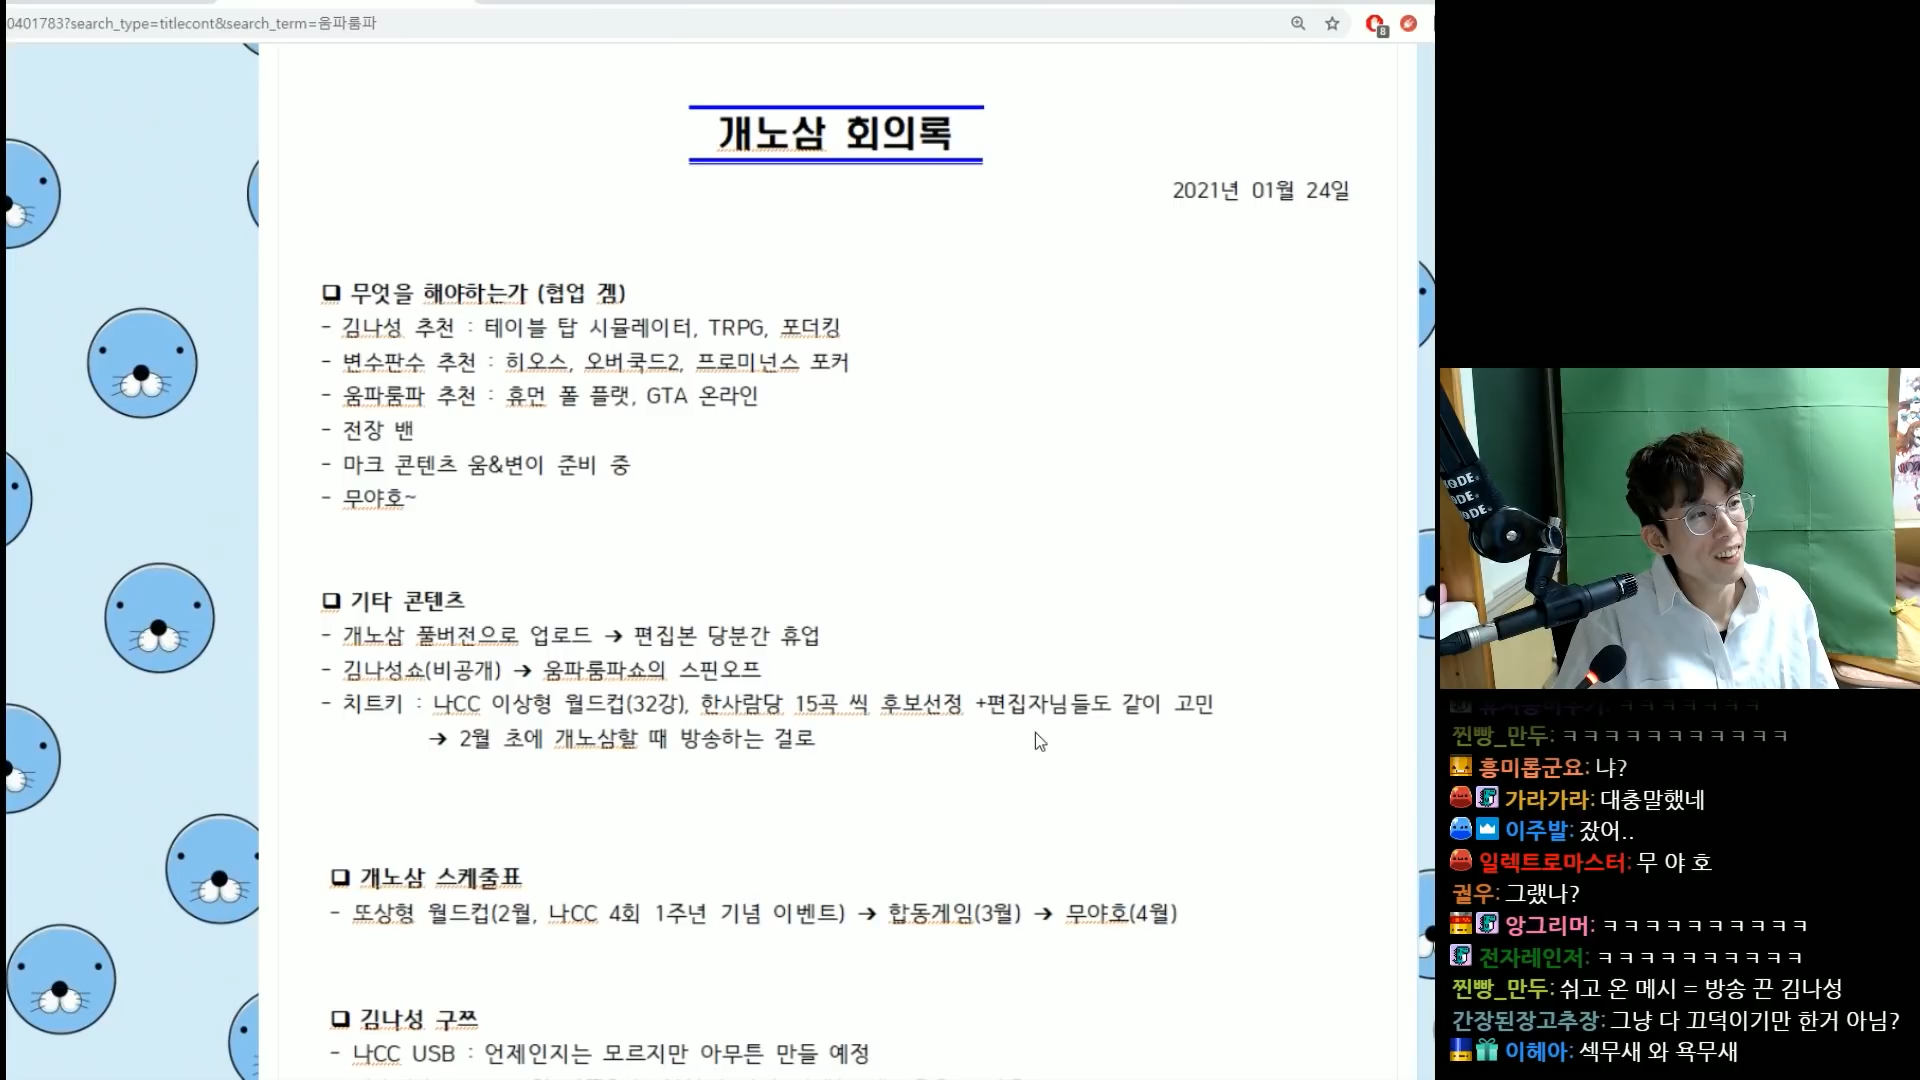 0401783?search_type=titlecont&search_term=움파룸파
8
개노삼 회의록
2021년 01월 24일
❏ 무엇을 해야하는가 (협업 겜)
- 김나성 추천 : 테이블 탑 시뮬레이터, TRPG, 포더킹
- 변수판수 추천 : 히오스, 오버쿡드2, 프로미넌스 포커
- 움파룸파 추천 : 휴먼 폴 플랫, GTA 온라인
- 전장 밴
- 마크 콘텐츠 움&변이 준비 중
- 무야호~
❏ 기타 콘텐츠
- 개노삼 풀버전으로 업로드 → 편집본 당분간 휴업
- 김나성쇼(비공개) → 움파룸파쇼의 스핀오프
- 치트키 : 나CC 이상형 월드컵(32강), 한사람당 15곡 씩 후보선정 +편집자님들도 같이 고민
→ 2월 초에 개노삼할 때 방송하는 걸로
❏ 개노삼 스케줄표
- 또상형 월드컵(2월, 나CC 4회 1주년 기념 이벤트) → 합동게임(3월) → 무야호(4월)
❏ 김나성 구쯔
- 나CC USB : 언제인지는 모르지만 아무튼 만들 예정
찐빵_만두: ㅋㅋㅋㅋㅋㅋㅋㅋㅋㅋㅋ
흥미롭군요: 냐?
가라가라: 대충말했네
이주발: 잤어..
일렉트로마스터: 무 야 호
궐우: 그랬나?
앙그리머: ㅋㅋㅋㅋㅋㅋㅋㅋㅋㅋ
전자레인저: ㅋㅋㅋㅋㅋㅋㅋㅋㅋㅋ
찐빵_만두: 쉬고 온 메시 = 방송 끈 김나성
간장된장고추장: 그냥 다 끄덕이기만 한거 아님?
이헤아: 섹무새 와 욕무새